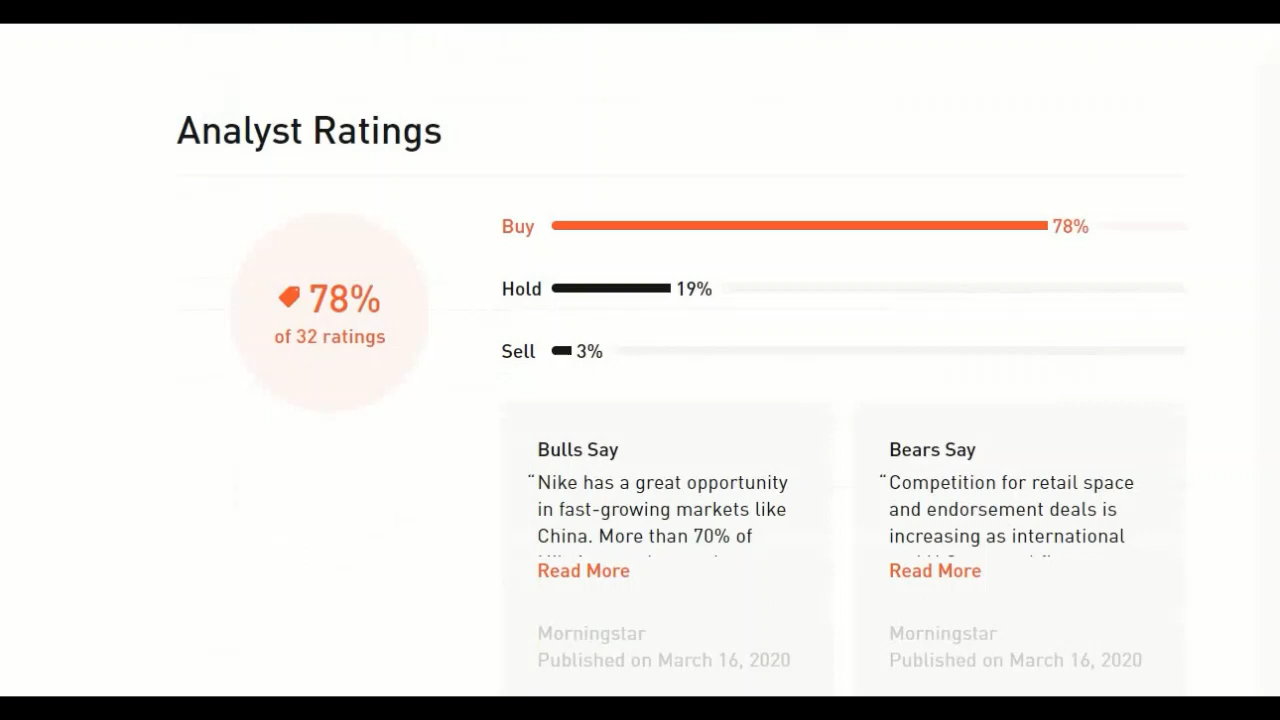 Analyst Ratings
78%
of 32 ratings
Buy 78%
Hold 19%
Sell 3%
Bulls Say
“Nike has a great opportunity
in fast-growing markets like
China. More than 70% of
Read More
Morningstar
Published on March 16, 2020
Bears Say
“Competition for retail space
and endorsement deals is
increasing as international
Read More
Morningstar
Published on March 16, 2020